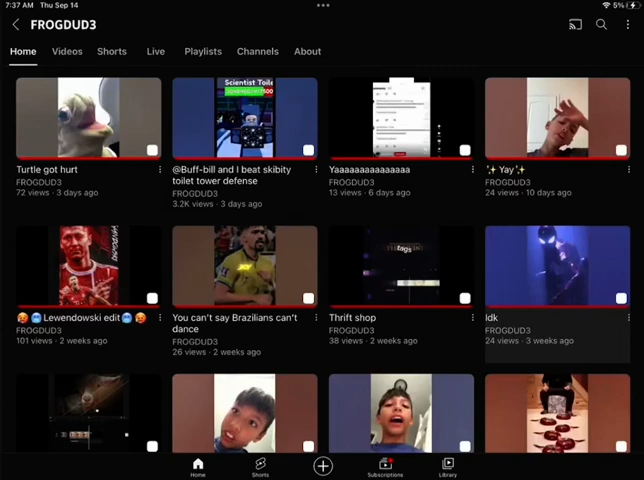 7:37 AM Thu Sep 14
5%
FROGDUD3
Home Videos Shorts Live Playlists Channels About
Scientist Toile
Turtle got hurt
FROGDUD3
72 views · 3 days ago
@Buff-bill and I beat skibity
toilet tower defense
FROGDUD3
3.2K views · 3 days ago
Yaaaaaaaaaaaaaa
FROGDUD3
13 views · 6 days ago
✨ Yay ✨
FROGDUD3
24 views · 10 days ago
tags
🥵🥶Lewendowski edit🥶🥵
FROGDUD3
101 views · 2 weeks ago
You can't say Brazilians can't
dance
FROGDUD3
26 views · 2 weeks ago
Thrift shop
FROGDUD3
38 views · 2 weeks ago
Idk
FROGDUD3
24 views · 3 weeks ago
Home Shorts Subscriptions Library